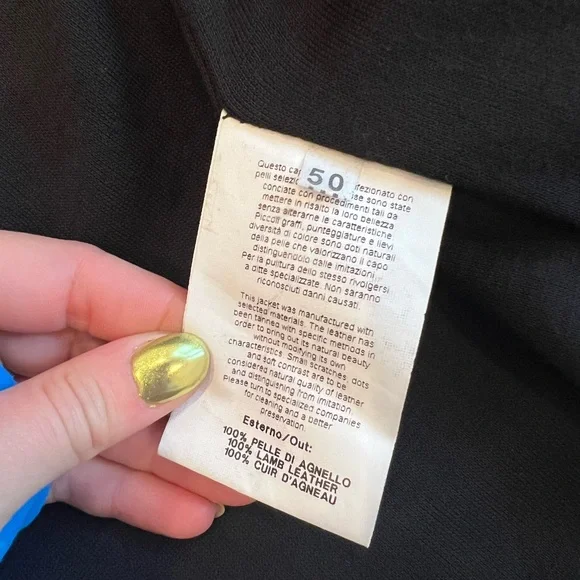 50
Questo ca ifezionato con
pelli selezi se sono state
conciate con procedimenti tali da
mettere in risalto la loro bellezza
senza alterarne le caratteristiche.
Piccoli graffi, punteggiature e lievi
diversità di colore sono doti naturali
della pelle che valorizzano il capo
distinguendolo dalle imitazioni.
Per la pulitura dello stesso rivolgersi
a ditte specializzate. Non saranno
riconosciuti danni causati.
This jacket was manufactured with
selected materials. The leather has
been tanned with specific methods in
order to bring out its natural beauty
without modifying its own
characteristics. Small scratches dots
and soft contrast are to be
considered natural quality of leather
and distinguishing from imitation.
Please turn to specialized companies
for cleaning and a better
preservation.
Esterno/Out:
100% PELLE DI AGNELLO
100% LAMB LEATHER
100% CUIR D'AGNEAU